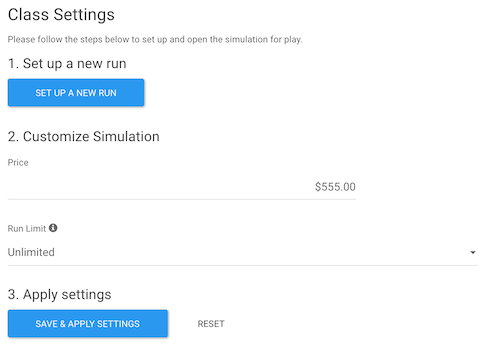 Class Settings
Please follow the steps below to set up and open the simulation for play.
1. Set up a new run
SET UP A NEW RUN
2. Customize Simulation
Price
$555.00
Run Limit
Unlimited
3. Apply settings
SAVE & APPLY SETTINGS RESET